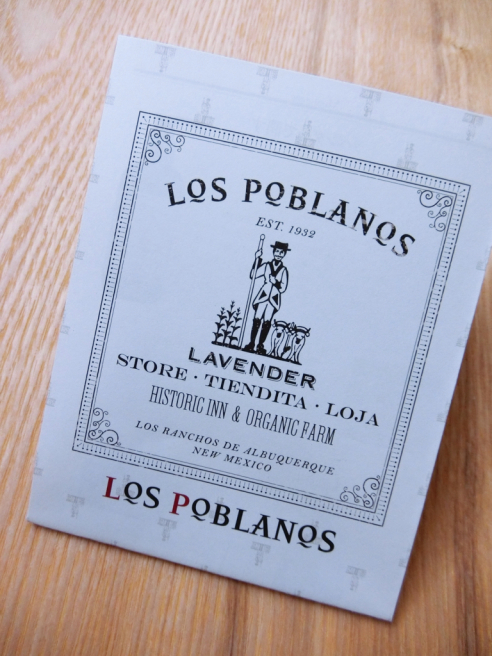 LOS POBLANOS
EST. 1932
LAVENDER
STORE · TIENDITA · LOJA
HISTORIC INN & ORGANIC FARM
LOS RANCHOS DE ALBUQUERQUE
NEW MEXICO
LOS POBLANOS